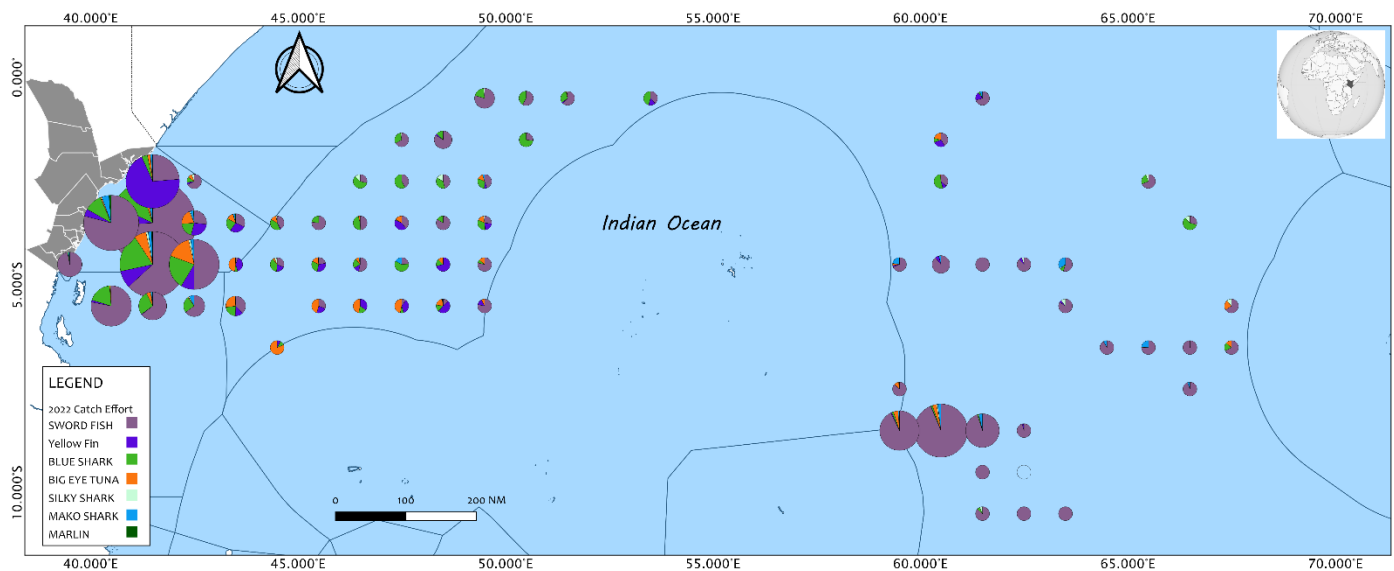 40.000°E 45.000°E 50.000°E 55.000°E 60.000°E 65.000°E 70.000°E
0.000°
5.000°S
10.000°S
Indian Ocean
LEGEND
2022 Catch Effort
SWORD FISH
Yellow Fin
BLUE SHARK
BIG EYE TUNA
SILKY SHARK
MAKO SHARK
MARLIN
0 100 200 NM
40.000°E 45.000°E 50.000°E 55.000°E 60.000°E 65.000°E 70.000°E